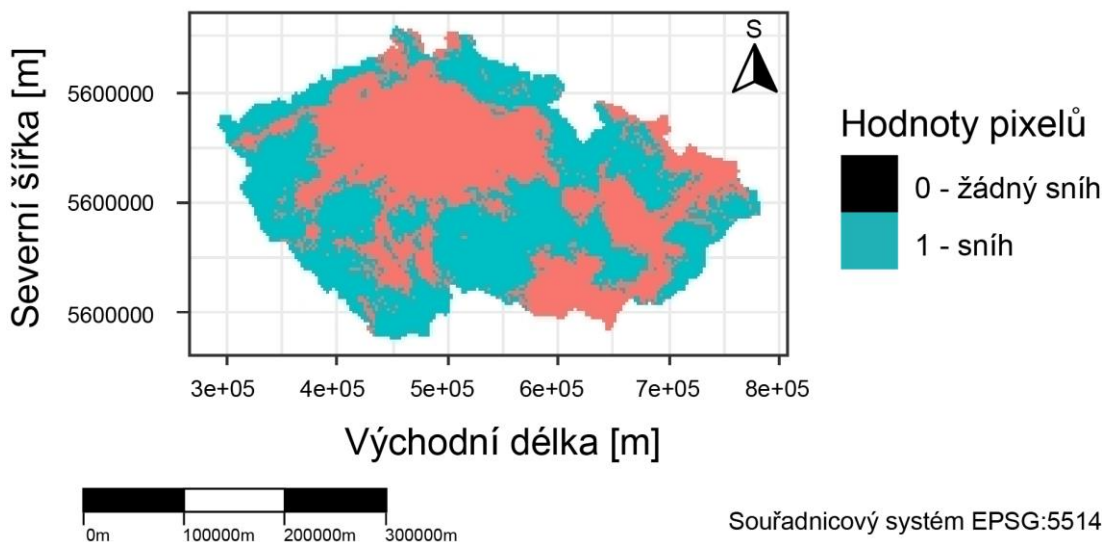 Severní šířka [m]
5600000
5600000
5600000
S
3e+05 4e+05 5e+05 6e+05 7e+05 8e+05
Východní délka [m]
Hodnoty pixelů
0 - žádný sníh
1 - sníh
0m 100000m 200000m 300000m
Souřadnicový systém EPSG:5514